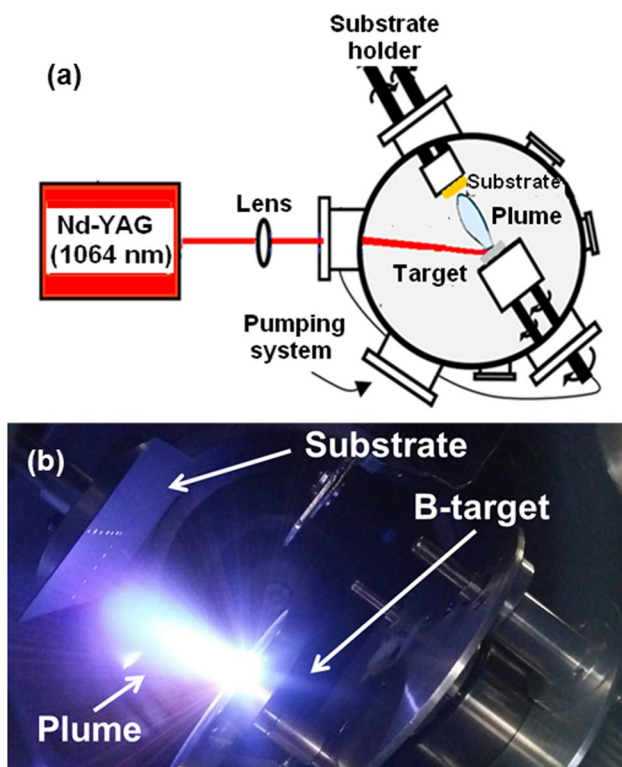 Substrate
holder
(a)
Nd-YAG
(1064 nm)
Lens
Substrate
Plume
Target
Pumping
system
(b)
Substrate
B-target
Plume